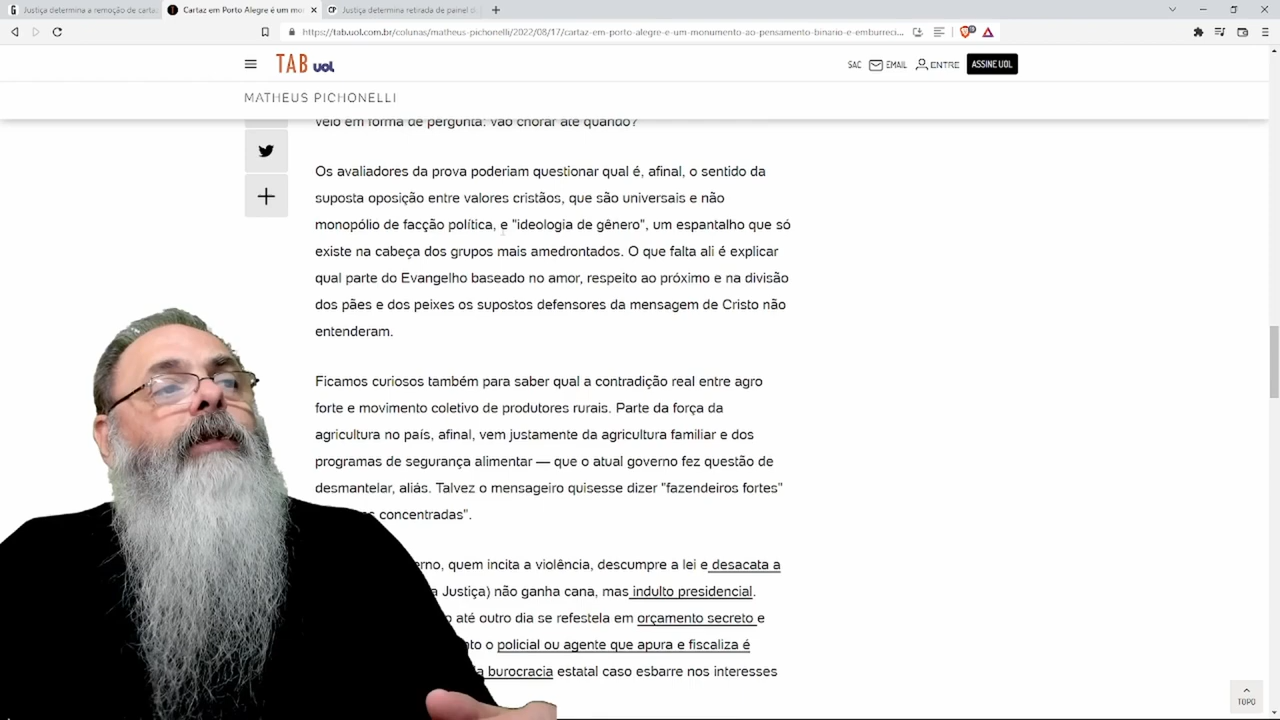 Justiça determina a remoção de carta
Cartaz em Porto Alegre é um mon
Justiça determina retirada de painel d
https://tab.uol.com.br/colunas/matheus-pichonelli/2022/08/17/cartaz-em-porto-alegre-e-um-monumento-ao-pensamento-binario-e-emburreci...
TAB uol
SAC
EMAIL
ENTRE
ASSINE UOL
MATHEUS PICHONELLI
veio em forma de pergunta: vão chorar até quando?
Os avaliadores da prova poderiam questionar qual é, afinal, o sentido da
suposta oposição entre valores cristãos, que são universais e não
monopólio de facção política, e "ideologia de gênero", um espantalho que só
existe na cabeça dos grupos mais amedrontados. O que falta ali é explicar
qual parte do Evangelho baseado no amor, respeito ao próximo e na divisão
dos pães e dos peixes os supostos defensores da mensagem de Cristo não
entenderam.
Ficamos curiosos também para saber qual a contradição real entre agro
forte e movimento coletivo de produtores rurais. Parte da força da
agricultura no país, afinal, vem justamente da agricultura familiar e dos
programas de segurança alimentar — que o atual governo fez questão de
desmantelar, aliás. Talvez o mensageiro quisesse dizer "fazendeiros fortes"
concentradas".
erno, quem incita a violência, descumpre a lei e desacata a
a Justiça) não ganha cana, mas indulto presidencial.
o até outro dia se refestela em orçamento secreto e
nto o policial ou agente que apura e fiscaliza é
a burocracia estatal caso esbarre nos interesses
TOPO